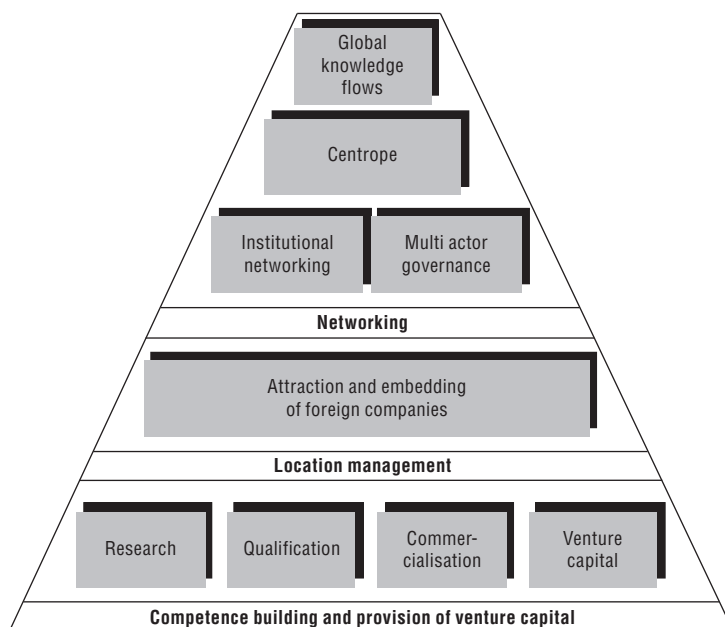 Global
knowledge
flows
Centrope
Institutional
networking
Multi actor
governance
Networking
Attraction and embedding
of foreign companies
Location management
Research
Qualification
Commer-
cialisation
Venture
capital
Competence building and provision of venture capital